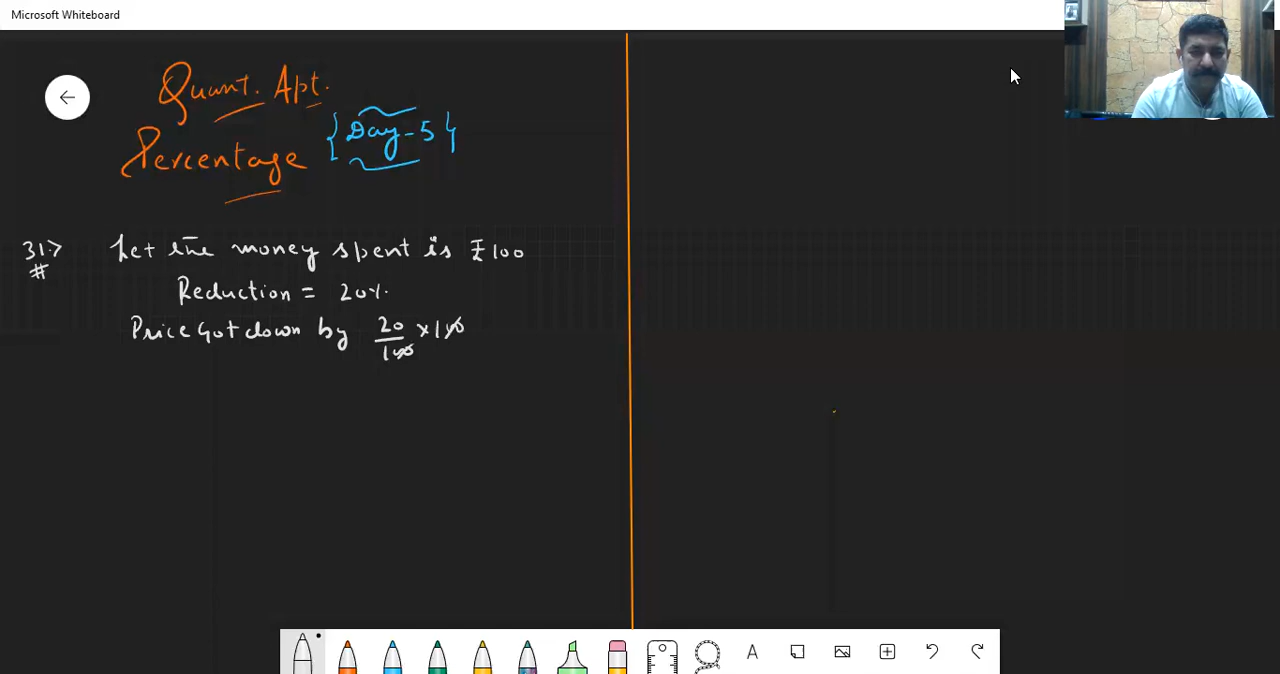 Microsoft Whiteboard
Quant. Apt.
Percentage {Day-5}
31.> Let the money spent is ₹100
#
Reduction = 20%.
Price Got down by 20/100 × 100
A